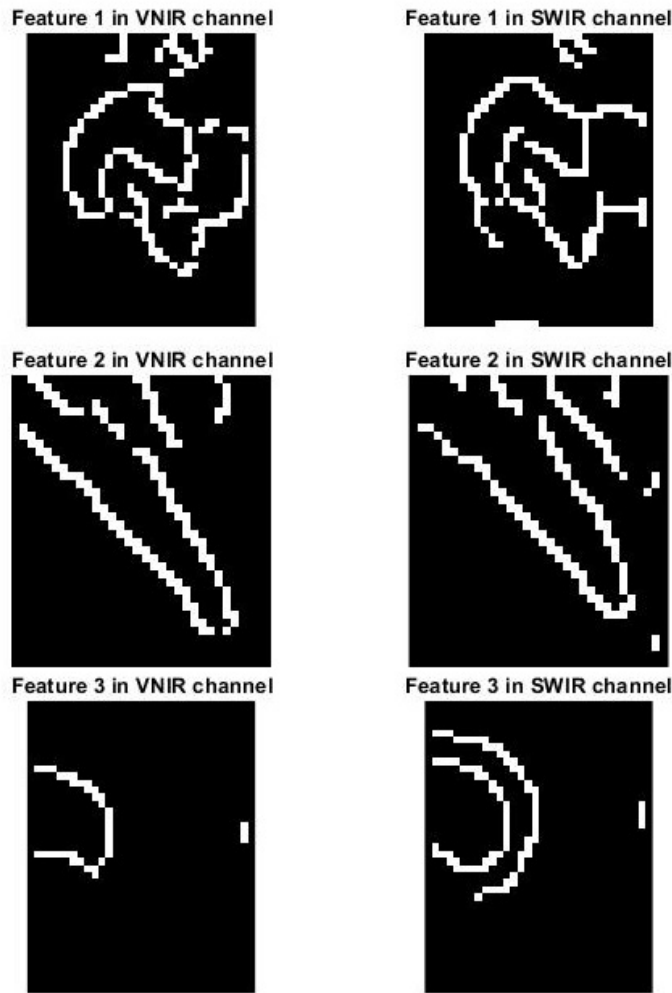 Feature 1 in VNIR channel
Feature 1 in SWIR channel
Feature 2 in VNIR channel
Feature 2 in SWIR channel
Feature 3 in VNIR channel
Feature 3 in SWIR channel